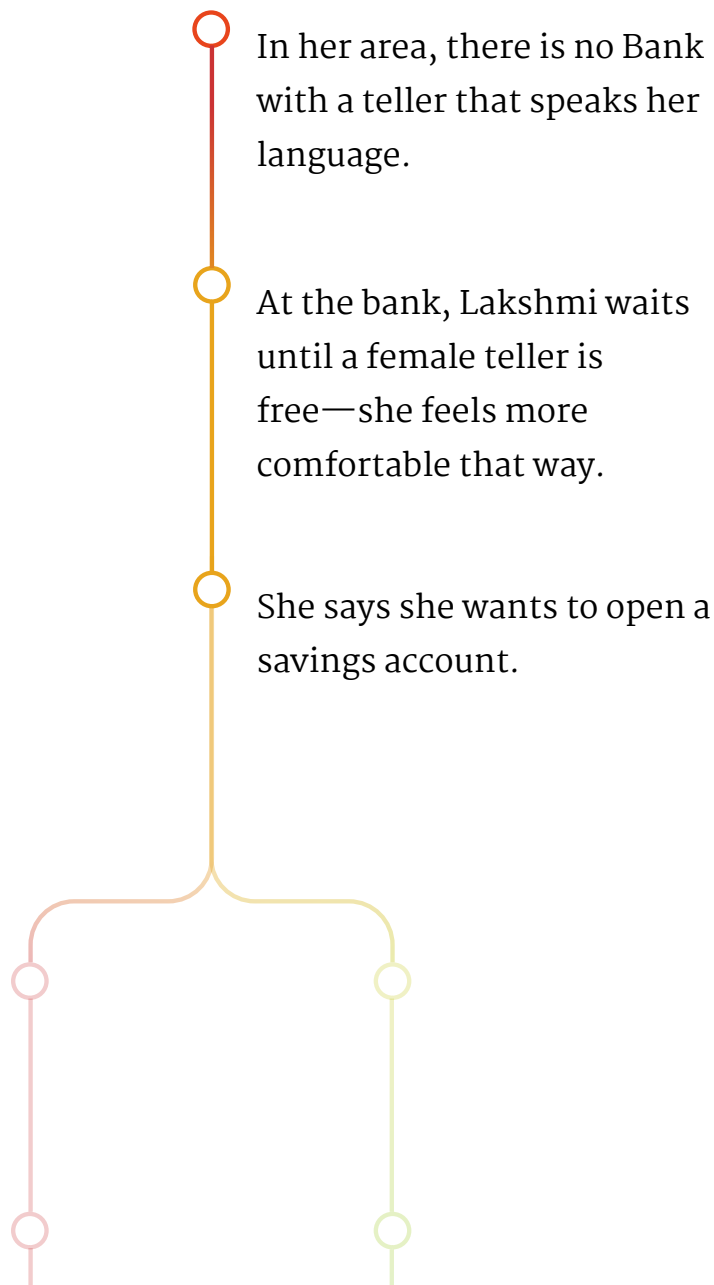 In her area, there is no Bank
with a teller that speaks her
language.
At the bank, Lakshmi waits
until a female teller is
free—she feels more
comfortable that way.
She says she wants to open a
savings account.